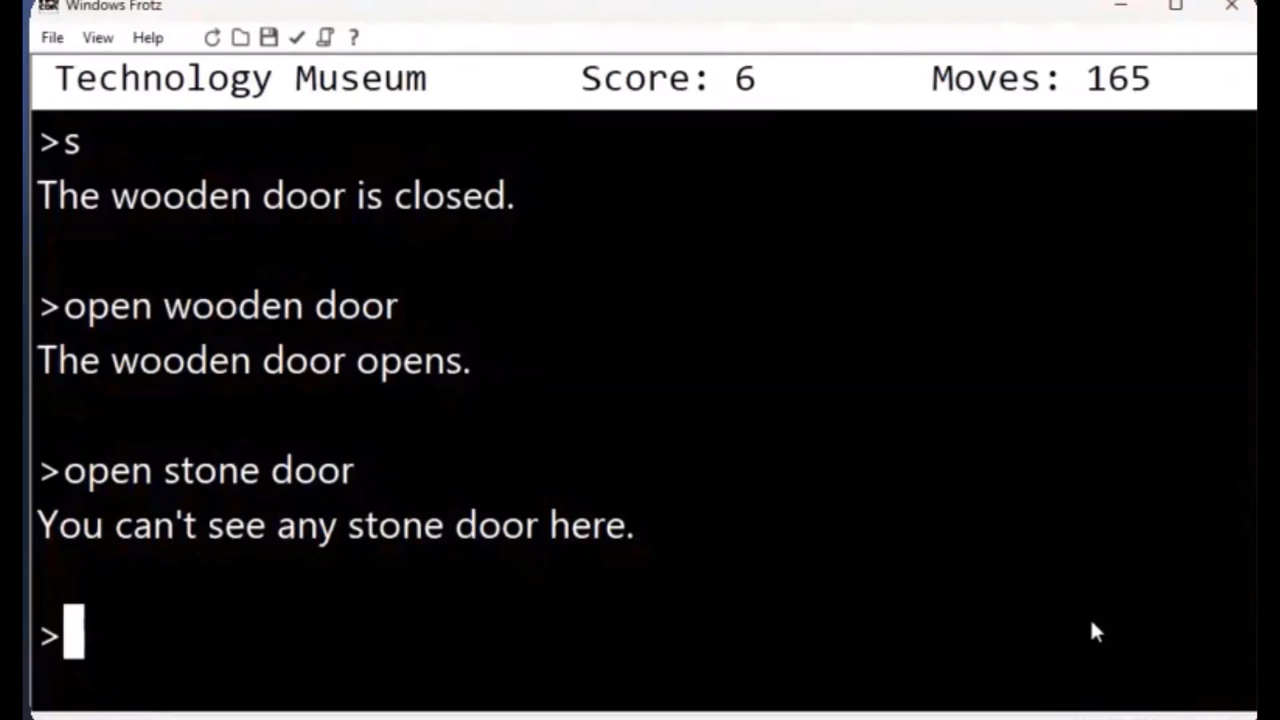 Windows Frotz
File View Help ?
Technology Museum Score: 6 Moves: 165
>s
The wooden door is closed.
>open wooden door
The wooden door opens.
>open stone door
You can't see any stone door here.
>